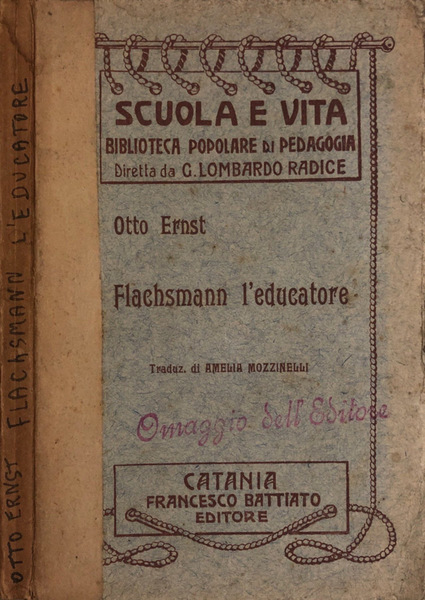 OTTO ERNST FLACHSMANN L'EDUCATORE
SCUOLA E VITA
BIBLIOTECA POPOLARE DI PEDAGOGIA
Diretta da G. LOMBARDO RADICE
Otto Ernst
Flachsmann l'educatore
Traduz. di AMELIA MOZZINELLI
Omaggio dell'Editore
CATANIA
FRANCESCO BATTIATO
EDITORE